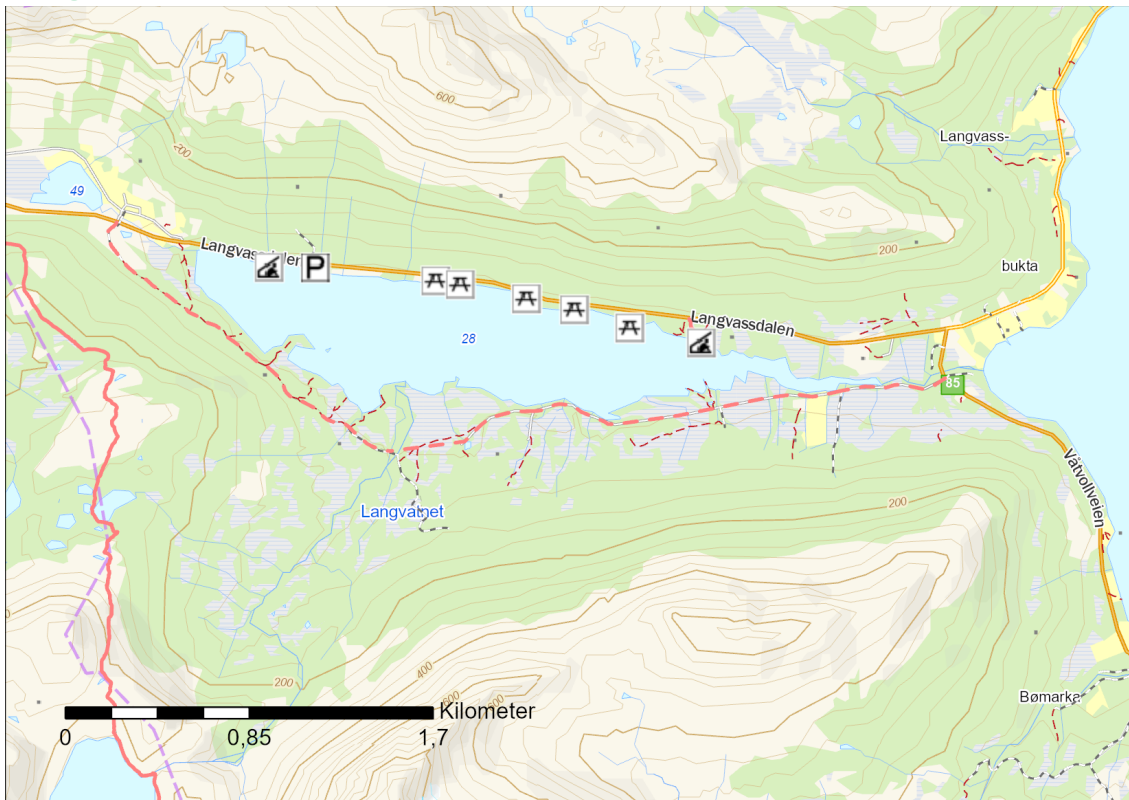 600
200
Langvass-
49
200
Langvassdalen
P
bukta
28
Langvassdalen
85
Våtvollveien
200
Langvatnet
400
200
600
Bømarka
Kilometer
0
0,85
1,7